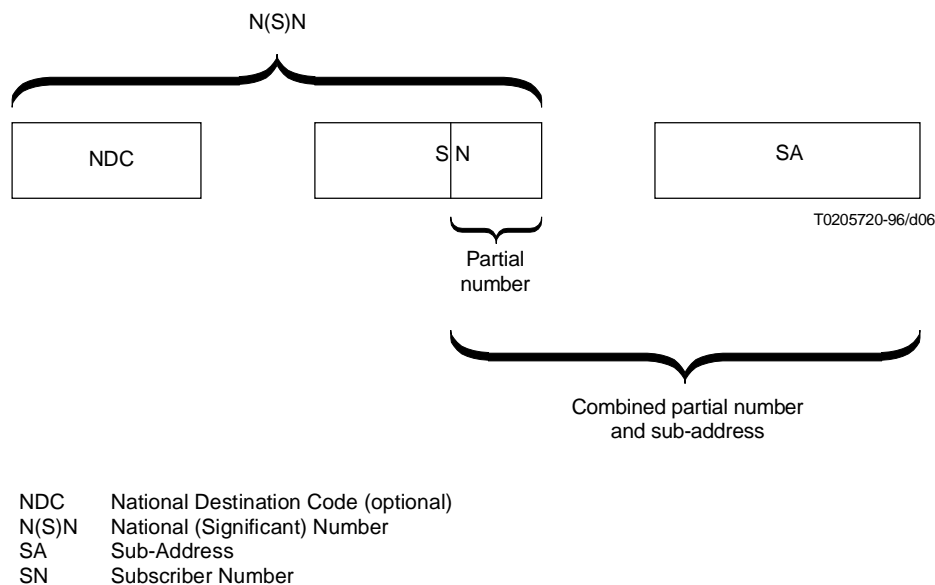 N(S)N
NDC
SN
SA
T0205720-96/d06
Partial
number
Combined partial number
and sub-address
NDC National Destination Code (optional)
N(S)N National (Significant) Number
SA Sub-Address
SN Subscriber Number